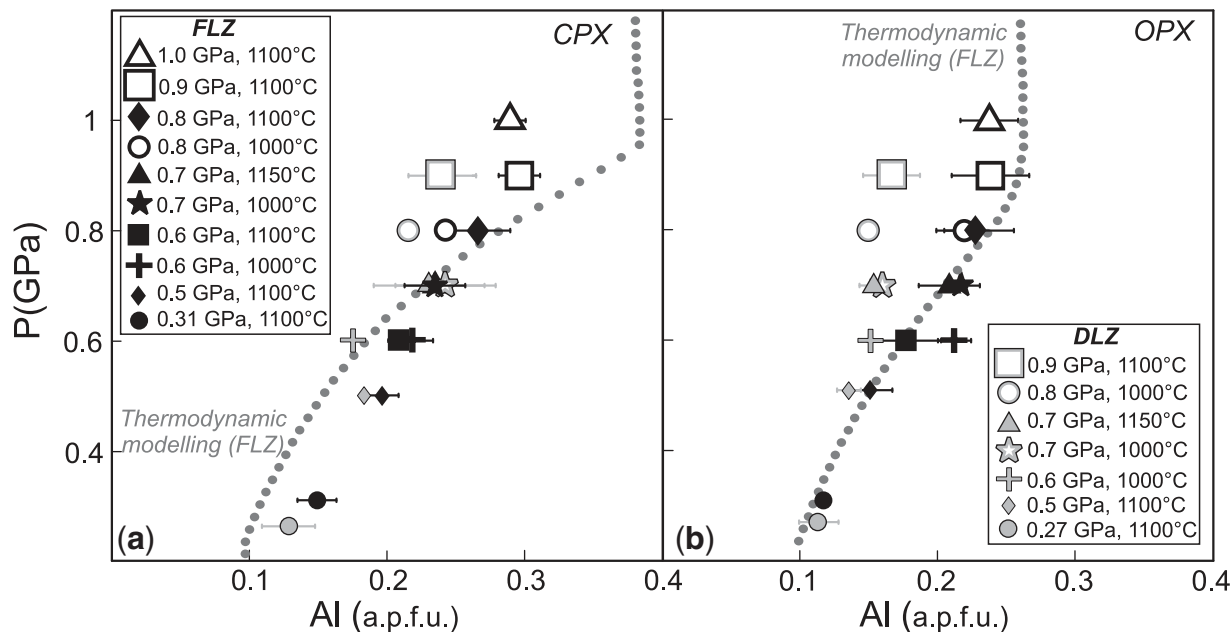 FLZ
1.0 GPa, 1100°C
0.9 GPa, 1100°C
0.8 GPa, 1100°C
0.8 GPa, 1000°C
0.7 GPa, 1150°C
0.7 GPa, 1000°C
0.6 GPa, 1100°C
0.6 GPa, 1000°C
0.5 GPa, 1100°C
0.31 GPa, 1100°C
CPX
Thermodynamic
modelling (FLZ)
(a)
Thermodynamic
modelling (FLZ)
OPX
DLZ
0.9 GPa, 1100°C
0.8 GPa, 1000°C
0.7 GPa, 1150°C
0.7 GPa, 1000°C
0.6 GPa, 1000°C
0.5 GPa, 1100°C
0.27 GPa, 1100°C
(b)
P(GPa)
1
0.8
0.6
0.4
0.1 0.2 0.3 0.4
0.1 0.2 0.3 0.4
Al (a.p.f.u.)
Al (a.p.f.u.)